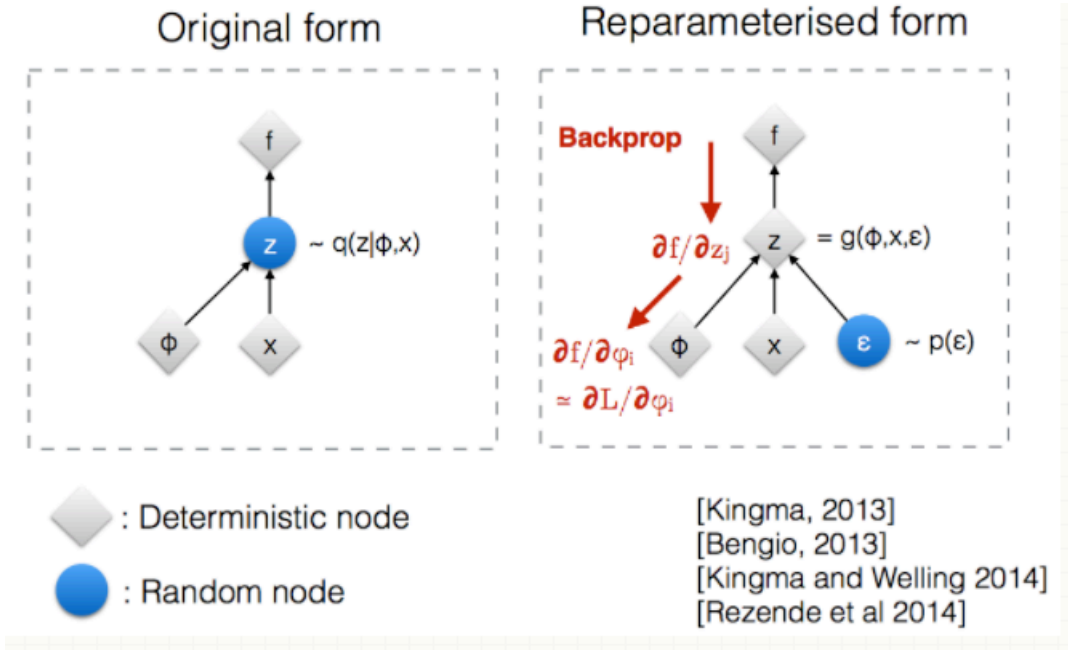 Original form
f
z ~ q(z|ϕ,x)
ϕ x
: Deterministic node
: Random node
Reparameterised form
Backprop f
∂f/∂zⱼ z = g(ϕ,x,ε)
∂f/∂φᵢ ϕ x ε ~ p(ε)
≃ ∂L/∂φᵢ
[Kingma, 2013]
[Bengio, 2013]
[Kingma and Welling 2014]
[Rezende et al 2014]